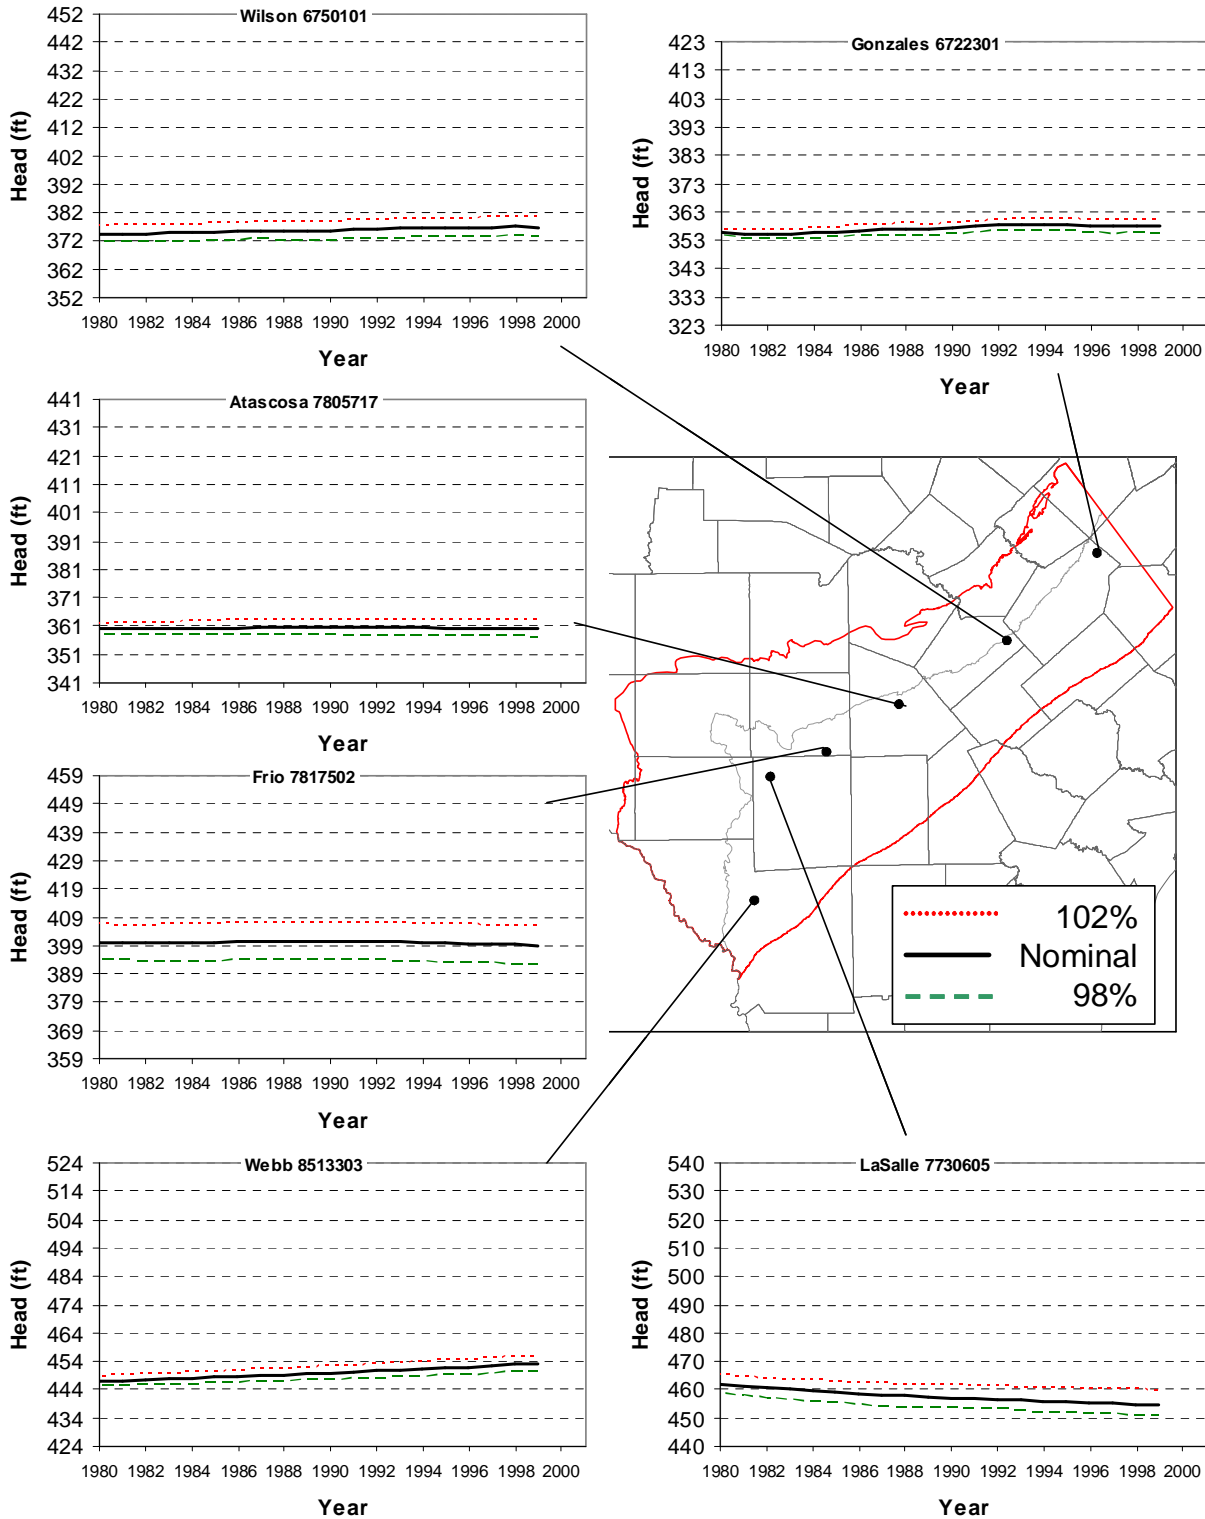 Wilson 6750101
Head (ft)
452
442
432
422
412
402
392
382
372
362
352
1980 1982 1984 1986 1988 1990 1992 1994 1996 1998 2000
Year
Gonzales 6722301
Head (ft)
423
413
403
393
383
373
363
353
343
333
323
1980 1982 1984 1986 1988 1990 1992 1994 1996 1998 2000
Year
Atascosa 7805717
Head (ft)
441
431
421
411
401
391
381
371
361
351
341
1980 1982 1984 1986 1988 1990 1992 1994 1996 1998 2000
Year
Frio 7817502
Head (ft)
459
449
439
429
419
409
399
389
379
369
359
1980 1982 1984 1986 1988 1990 1992 1994 1996 1998 2000
Year
102%
Nominal
98%
Webb 8513303
Head (ft)
524
514
504
494
484
474
464
454
444
434
424
1980 1982 1984 1986 1988 1990 1992 1994 1996 1998 2000
Year
LaSalle 7730605
Head (ft)
540
530
520
510
500
490
480
470
460
450
440
1980 1982 1984 1986 1988 1990 1992 1994 1996 1998 2000
Year